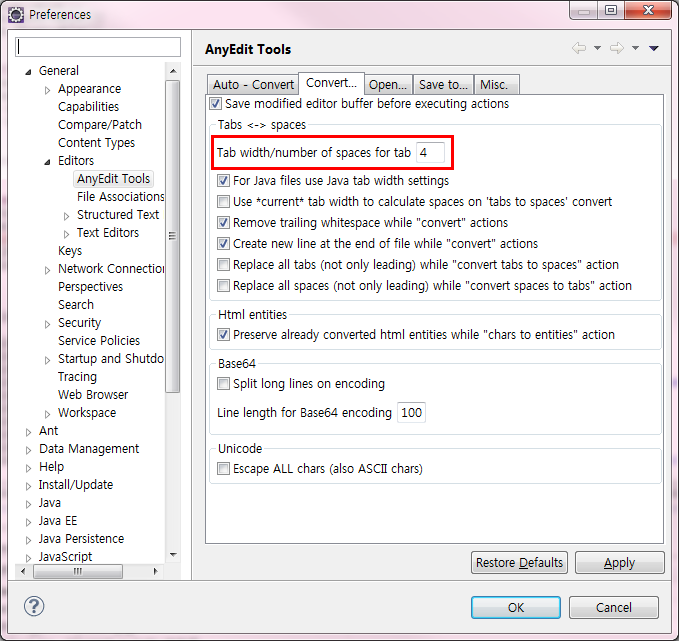 Preferences
General
Appearance
Capabilities
Compare/Patch
Content Types
Editors
AnyEdit Tools
File Associations
Structured Text
Text Editors
Keys
Network Connection
Perspectives
Search
Security
Service Policies
Startup and Shutdo
Tracing
Web Browser
Workspace
Ant
Data Management
Help
Install/Update
Java
Java EE
Java Persistence
JavaScript
AnyEdit Tools
Auto - Convert Convert... Open... Save to... Misc.
Save modified editor buffer before executing actions
Tabs <-> spaces
Tab width/number of spaces for tab 4
For Java files use Java tab width settings
Use *current* tab width to calculate spaces on 'tabs to spaces' convert
Remove trailing whitespace while "convert" actions
Create new line at the end of file while "convert" actions
Replace all tabs (not only leading) while "convert tabs to spaces" action
Replace all spaces (not only leading) while "convert spaces to tabs" action
Html entities
Preserve already converted html entities while "chars to entities" action
Base64
Split long lines on encoding
Line length for Base64 encoding 100
Unicode
Escape ALL chars (also ASCII chars)
Restore Defaults Apply
? OK Cancel